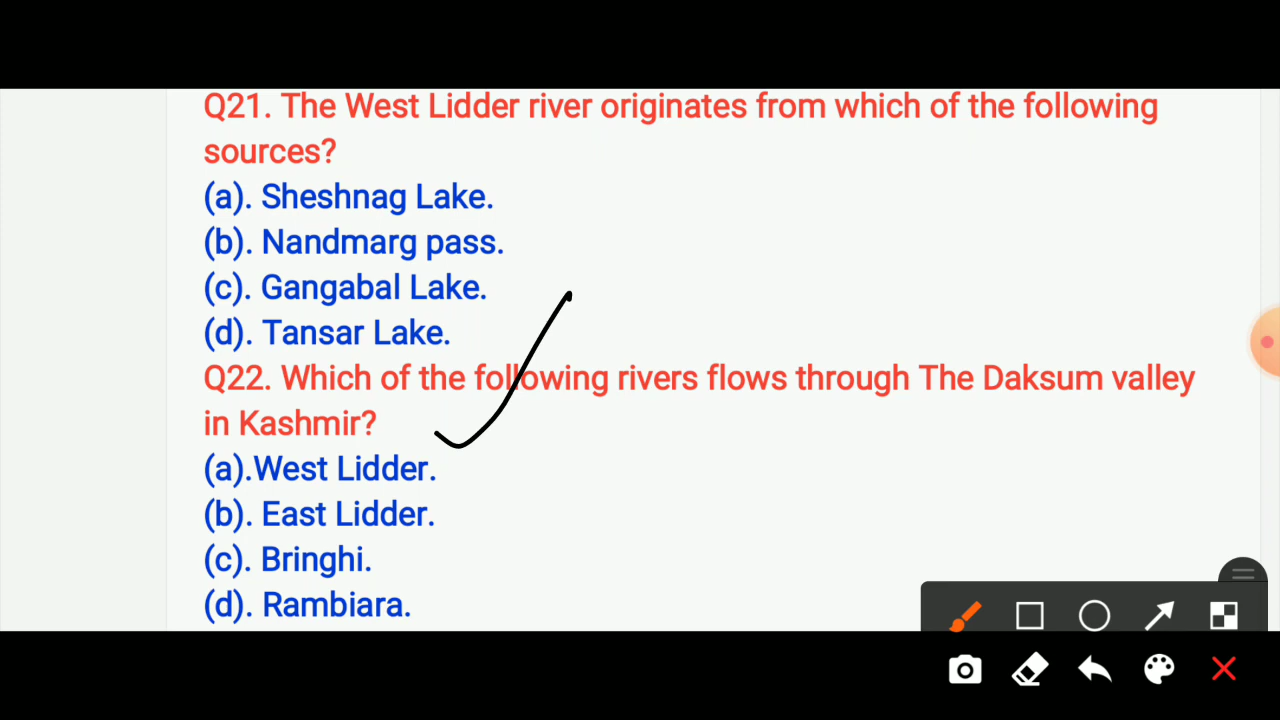 Q21. The West Lidder river originates from which of the following
sources?
(a). Sheshnag Lake.
(b). Nandmarg pass.
(c). Gangabal Lake.
(d). Tansar Lake.
Q22. Which of the following rivers flows through The Daksum valley
in Kashmir?
(a).West Lidder.
(b). East Lidder.
(c). Bringhi.
(d). Rambiara.